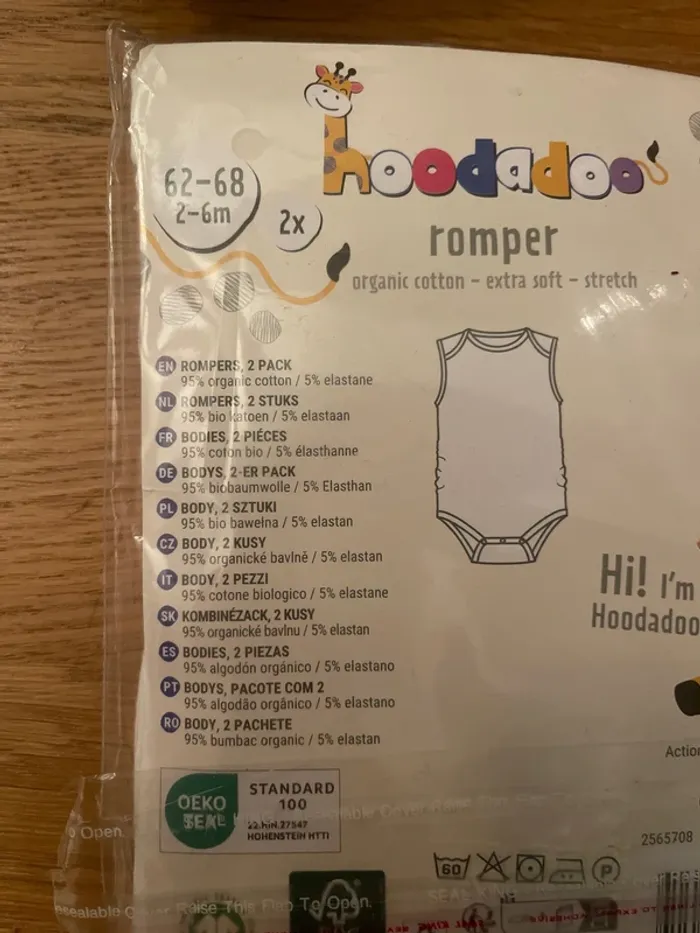 hoodadoo
62-68
2-6m
2x
romper
organic cotton - extra soft - stretch
EN ROMPERS, 2 PACK
95% organic cotton / 5% elastane
NL ROMPERS, 2 STUKS
95% bio katoen / 5% elastaan
FR BODIES, 2 PIÉCES
95% coton bio / 5% élasthanne
DE BODYS, 2-ER PACK
95% biobaumwolle / 5% Elasthan
PL BODY, 2 SZTUKI
95% bio bawełna / 5% elastan
CZ BODY, 2 KUSY
95% organické bavlně / 5% elastan
IT BODY, 2 PEZZI
95% cotone biologico / 5% elastane
SK KOMBINÉZACK, 2 KUSY
95% organické bavlnu / 5% elastan
ES BODIES, 2 PIEZAS
95% algodón orgánico / 5% elastano
PT BODYS, PACOTE COM 2
95% algodão orgânico / 5% elastano
RO BODY, 2 PACHETE
95% bumbac organic / 5% elastan
Hi! I'm
Hoodadoo
Action
OEKO
TEX®
STANDARD
100
22.HIN.27547
HOHENSTEIN HTTI
Open.
2565708
60
P
Raise This Flap To Open.